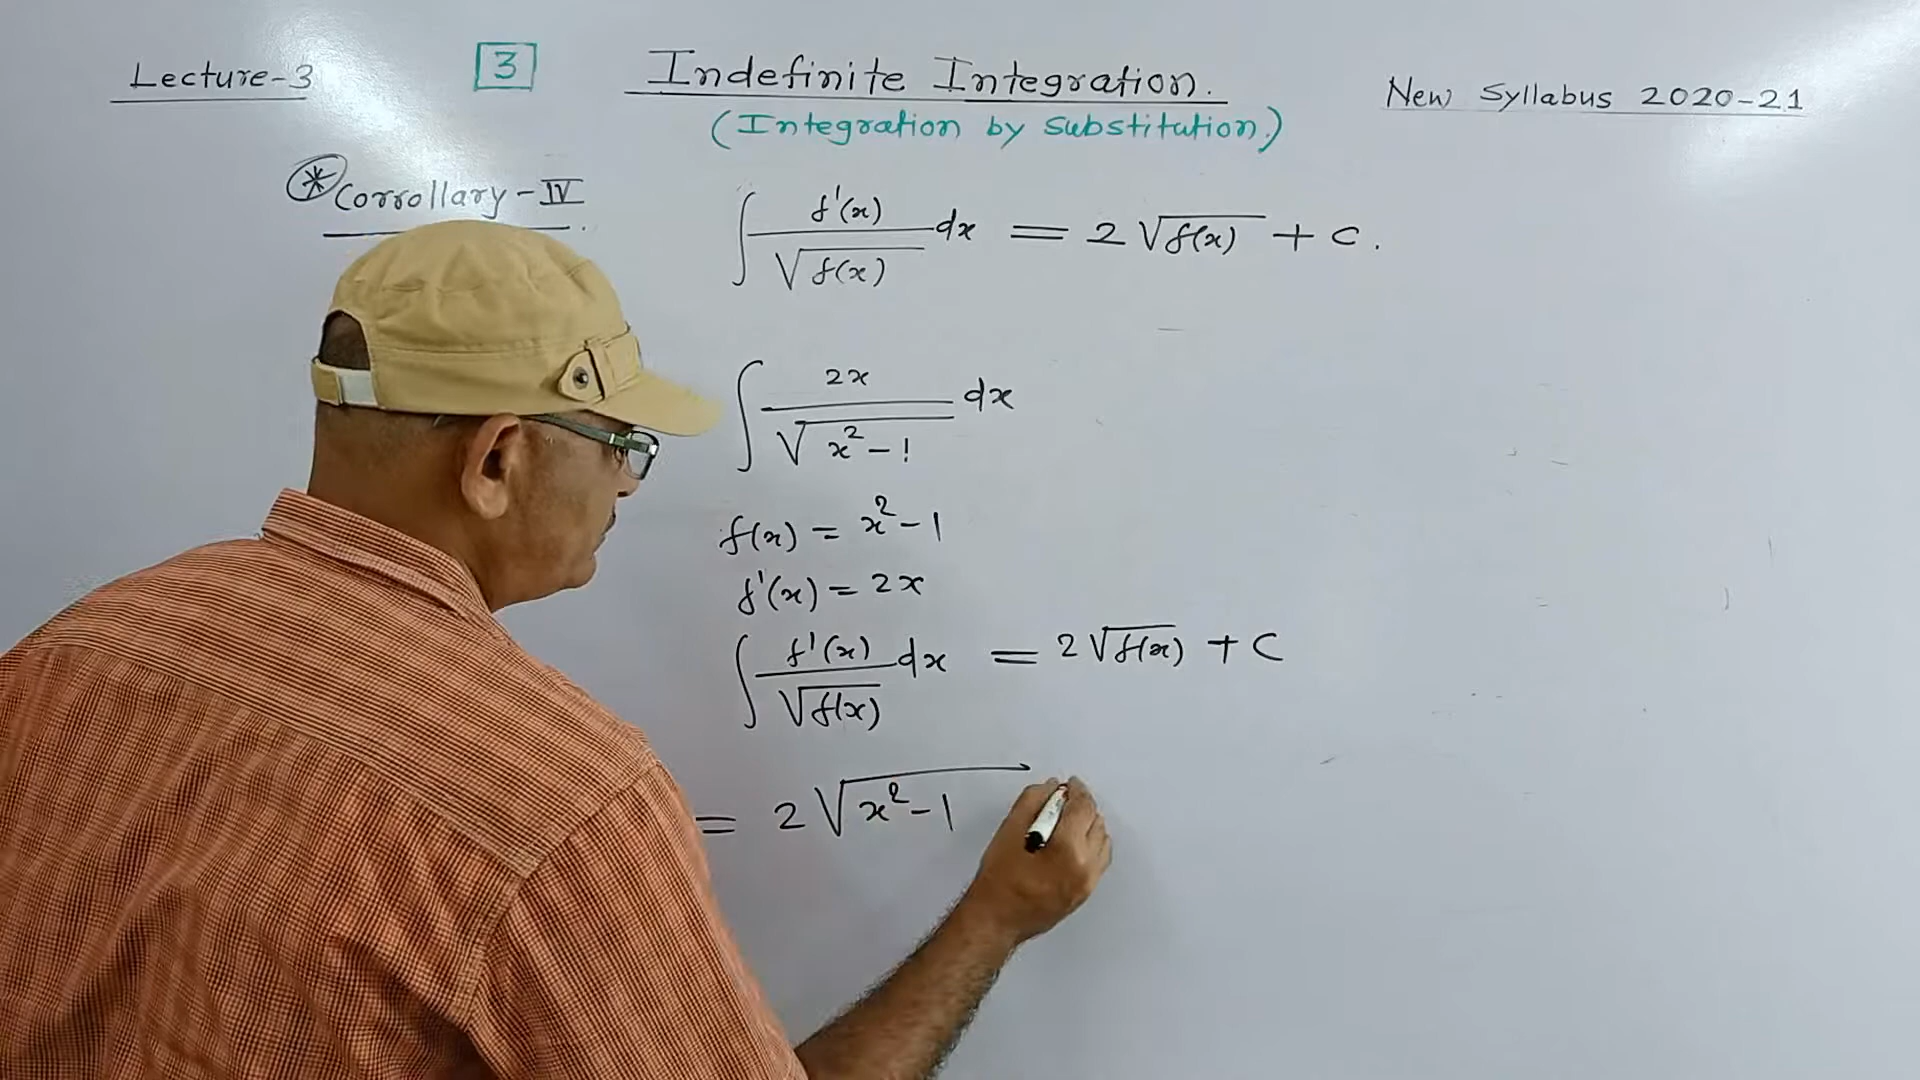 Lecture-3
3
Indefinite Integration.
(Integration by substitution.)
New Syllabus 2020-21
* Corrollary - IV
∫ f'(x) / √f(x) dx = 2 √f(x) + c.
∫ 2x / √x² - 1 dx
f(x) = x² - 1
f'(x) = 2x
∫ f'(x) / √f(x) dx = 2 √f(x) + C
= 2 √x² - 1